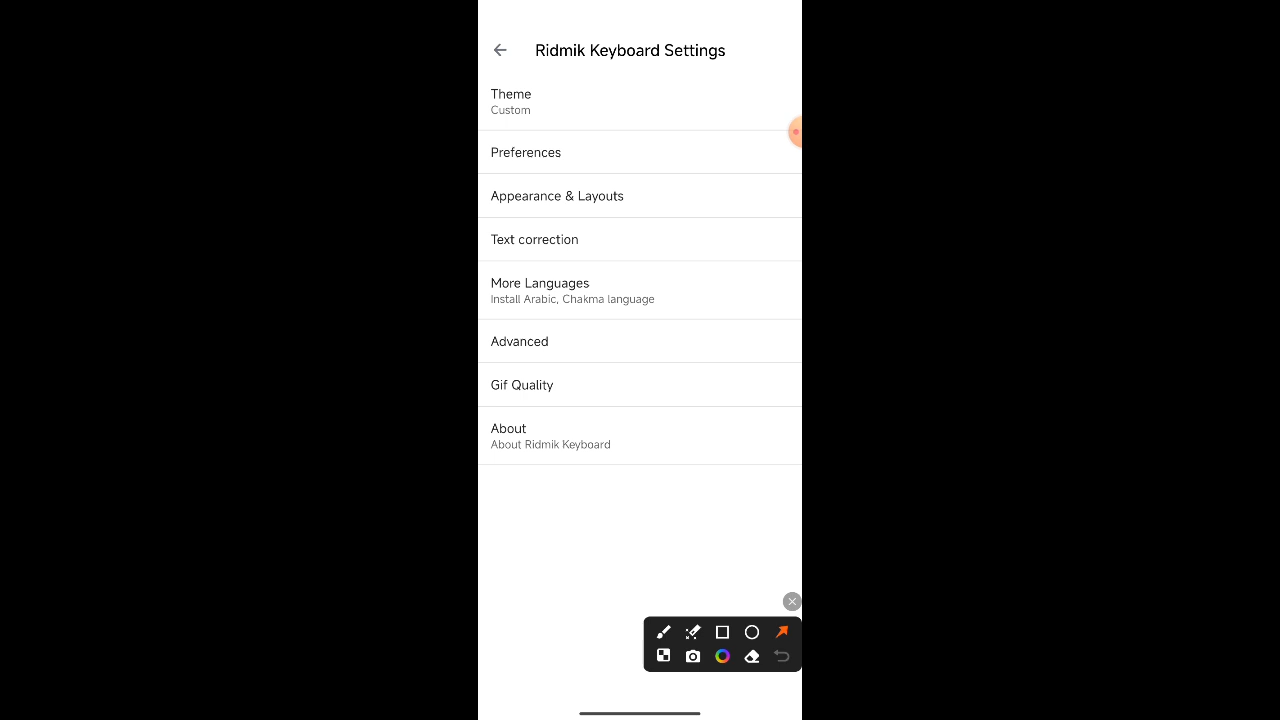 Ridmik Keyboard Settings
Theme
Custom
Preferences
Appearance & Layouts
Text correction
More Languages
Install Arabic, Chakma language
Advanced
Gif Quality
About
About Ridmik Keyboard